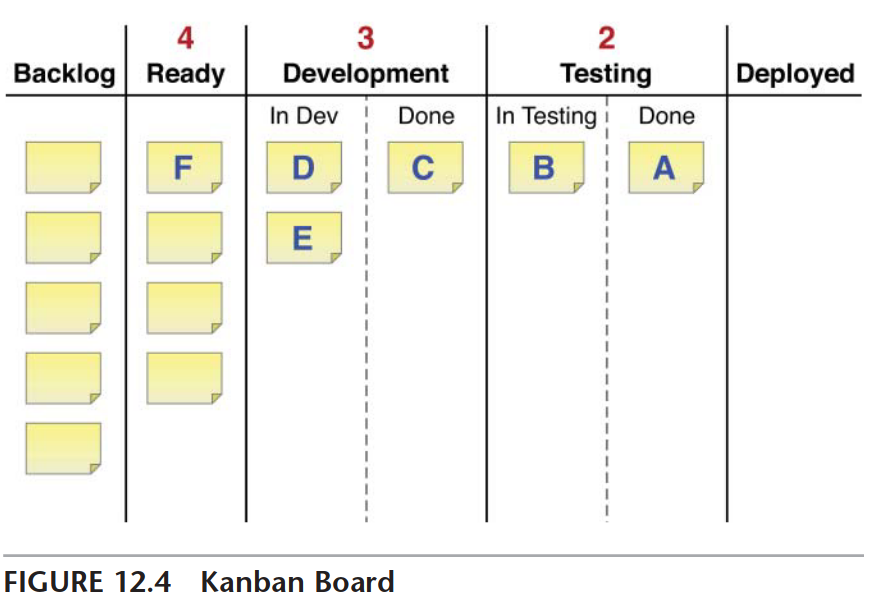 4 3 2
Backlog Ready Development Testing Deployed
In Dev Done In Testing Done
F D C B A
E
FIGURE 12.4 Kanban Board